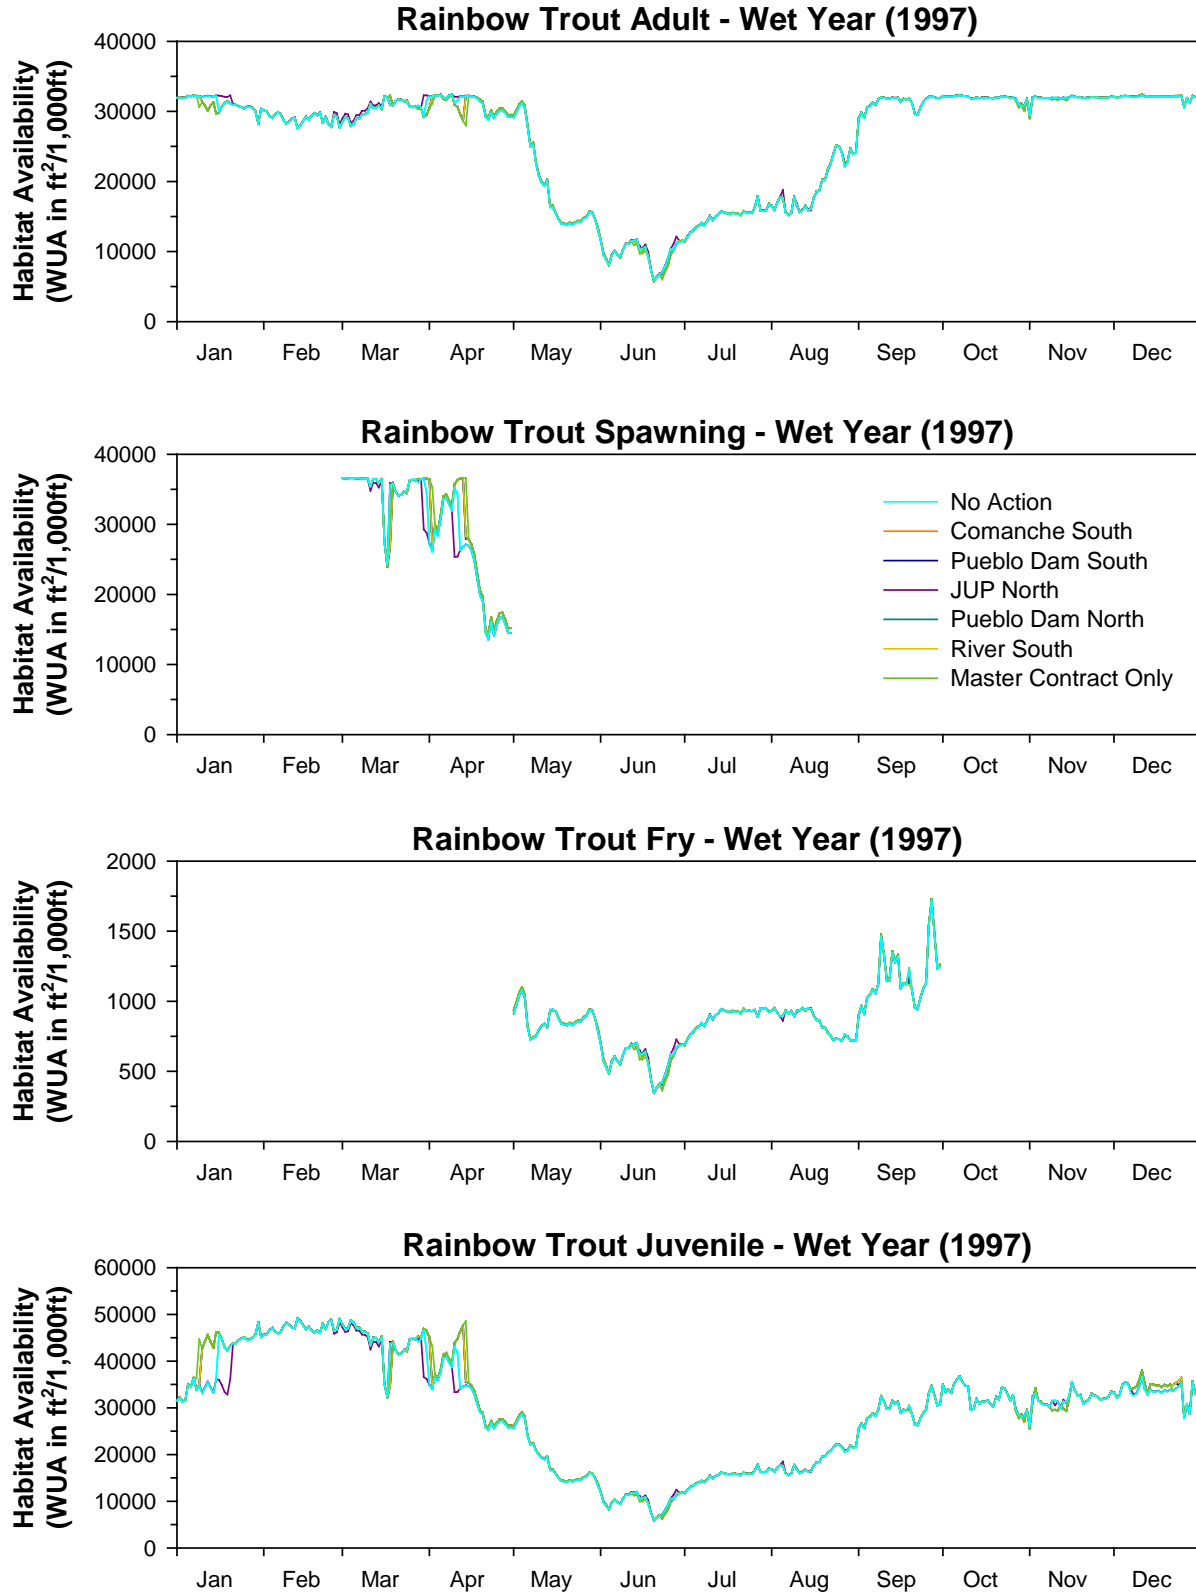 Rainbow Trout Adult - Wet Year (1997)
Habitat Availability
(WUA in ft²/1,000ft)
40000
30000
20000
10000
0
Jan Feb Mar Apr May Jun Jul Aug Sep Oct Nov Dec
Rainbow Trout Spawning - Wet Year (1997)
Habitat Availability
(WUA in ft²/1,000ft)
40000
30000
20000
10000
0
No Action
Comanche South
Pueblo Dam South
JUP North
Pueblo Dam North
River South
Master Contract Only
Jan Feb Mar Apr May Jun Jul Aug Sep Oct Nov Dec
Rainbow Trout Fry - Wet Year (1997)
Habitat Availability
(WUA in ft²/1,000ft)
2000
1500
1000
500
0
Jan Feb Mar Apr May Jun Jul Aug Sep Oct Nov Dec
Rainbow Trout Juvenile - Wet Year (1997)
Habitat Availability
(WUA in ft²/1,000ft)
60000
50000
40000
30000
20000
10000
0
Jan Feb Mar Apr May Jun Jul Aug Sep Oct Nov Dec